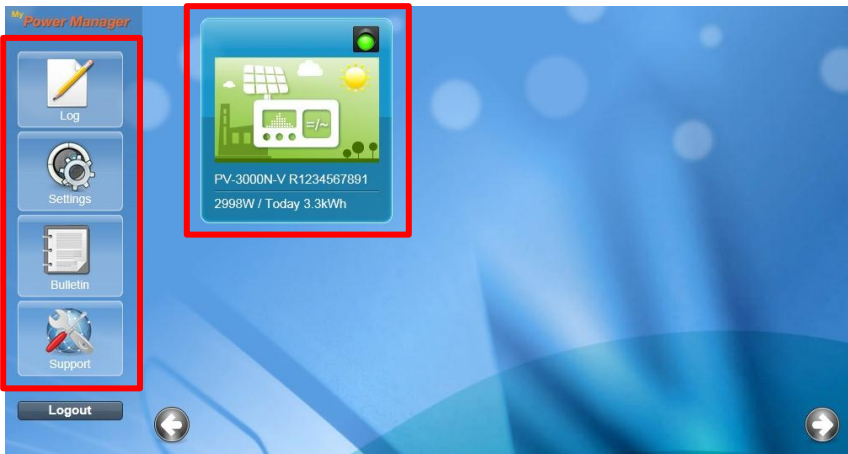 My Power Manager
Log
Settings
Bulletin
Support
Logout
=/~
PV-3000N-V R1234567891
2998W / Today 3.3kWh